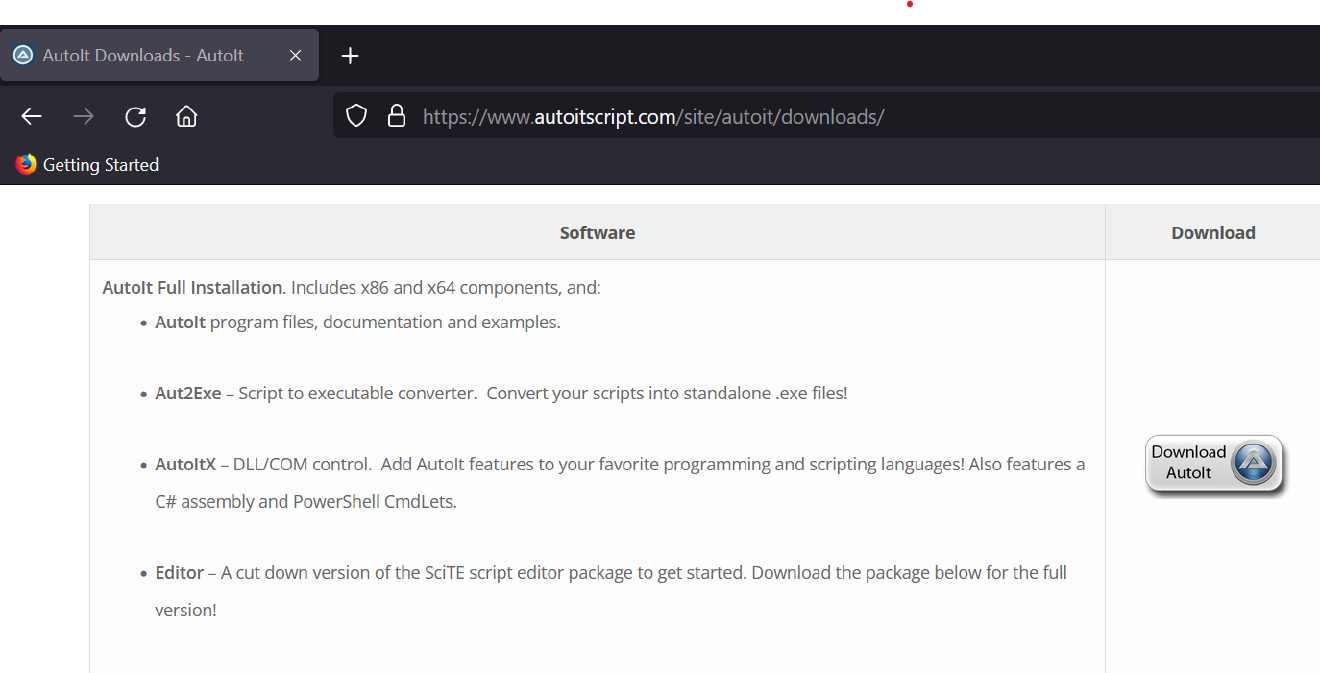 AutoIt Downloads - AutoIt
https://www.autoitscript.com/site/autoit/downloads/
Getting Started
Software
Download
AutoIt Full Installation. Includes x86 and x64 components, and:
• AutoIt program files, documentation and examples.
• Aut2Exe – Script to executable converter.  Convert your scripts into standalone .exe files!
• AutoItX – DLL/COM control.  Add AutoIt features to your favorite programming and scripting languages! Also features a
C# assembly and PowerShell CmdLets.
• Editor – A cut down version of the SciTE script editor package to get started. Download the package below for the full
version!
Download
AutoIt